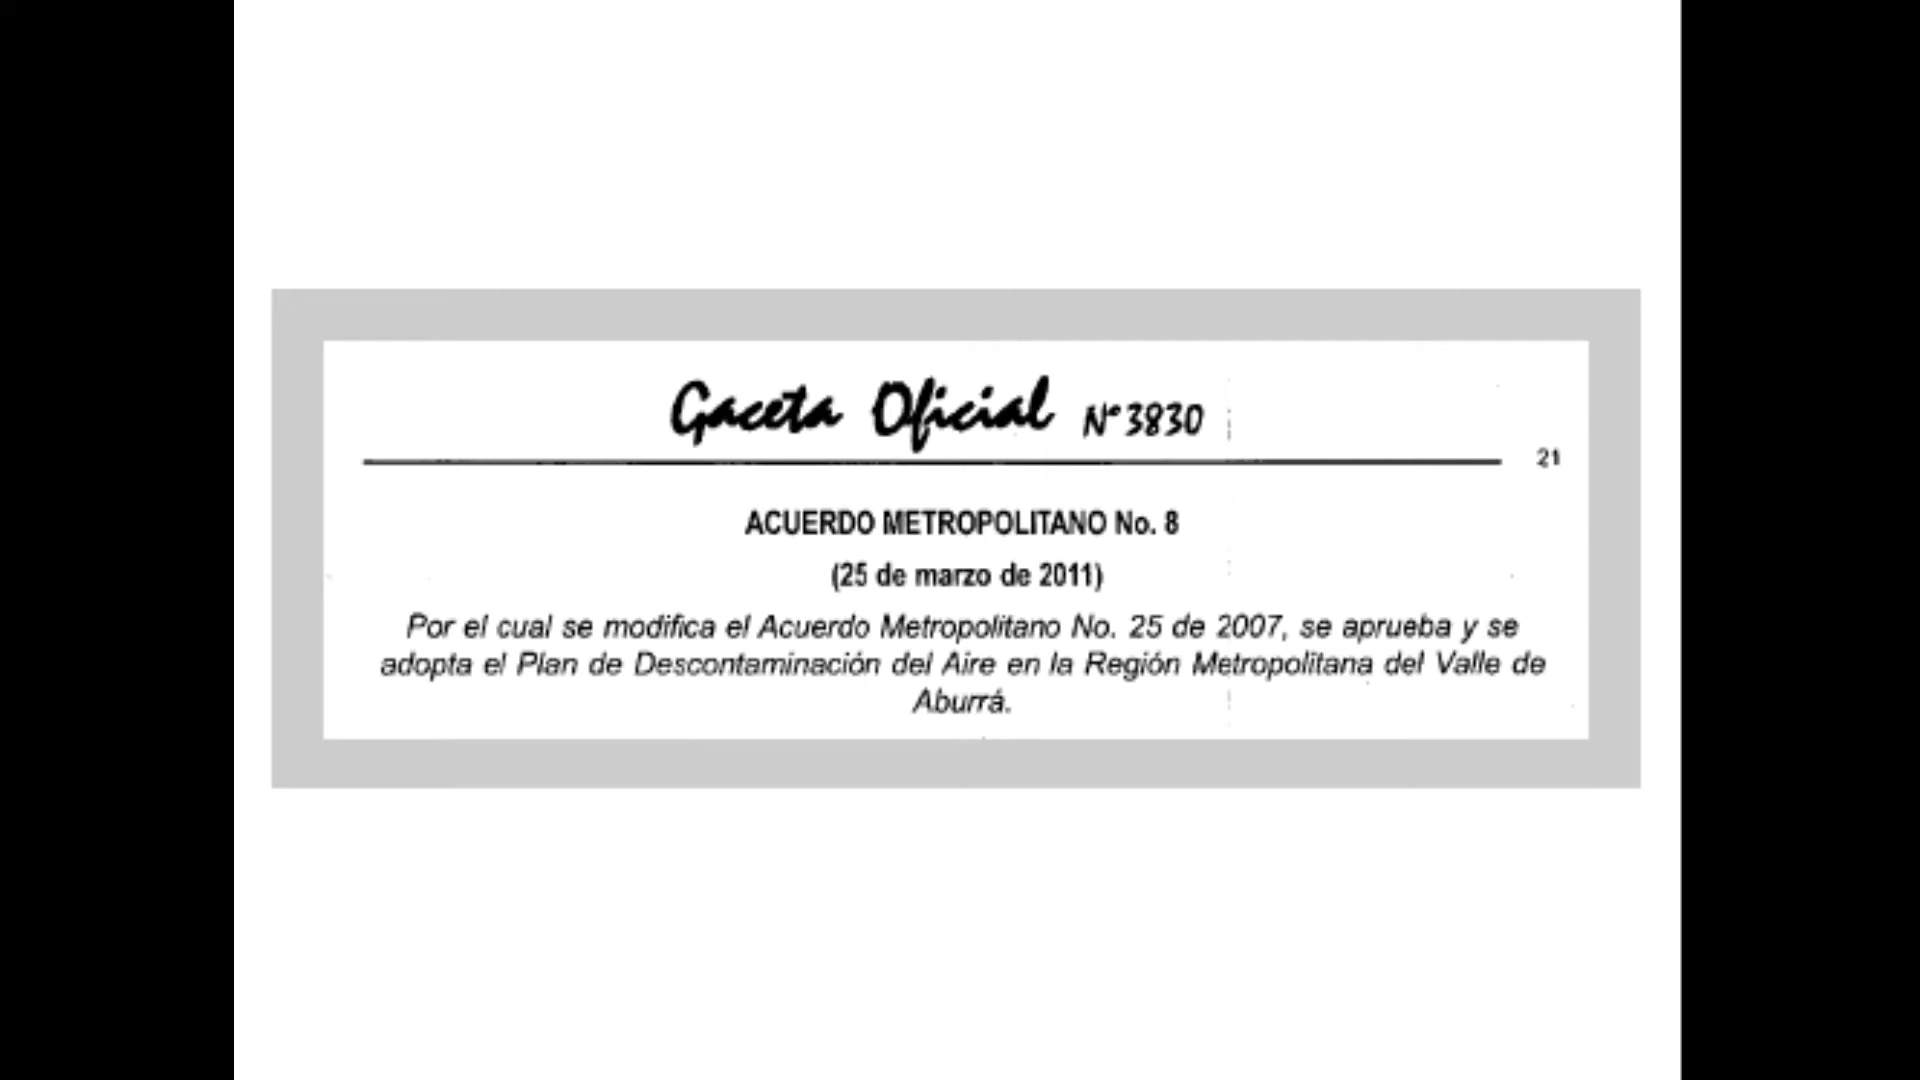 Gaceta Oficial N° 3830
21
ACUERDO METROPOLITANO No. 8
(25 de marzo de 2011)
Por el cual se modifica el Acuerdo Metropolitano No. 25 de 2007, se aprueba y se
adopta el Plan de Descontaminación del Aire en la Región Metropolitana del Valle de
Aburrá.